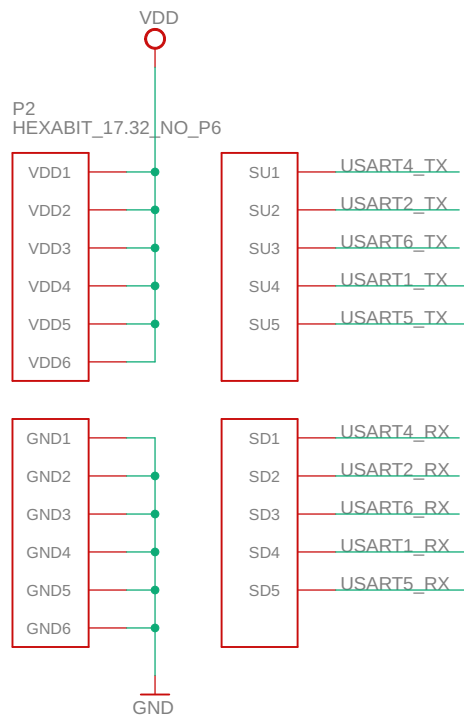 VDD
P2
HEXABIT_17.32_NO_P6
VDD1
VDD2
VDD3
VDD4
VDD5
VDD6
SU1 USART4_TX
SU2 USART2_TX
SU3 USART6_TX
SU4 USART1_TX
SU5 USART5_TX
GND1
GND2
GND3
GND4
GND5
GND6
SD1 USART4_RX
SD2 USART2_RX
SD3 USART6_RX
SD4 USART1_RX
SD5 USART5_RX
GND